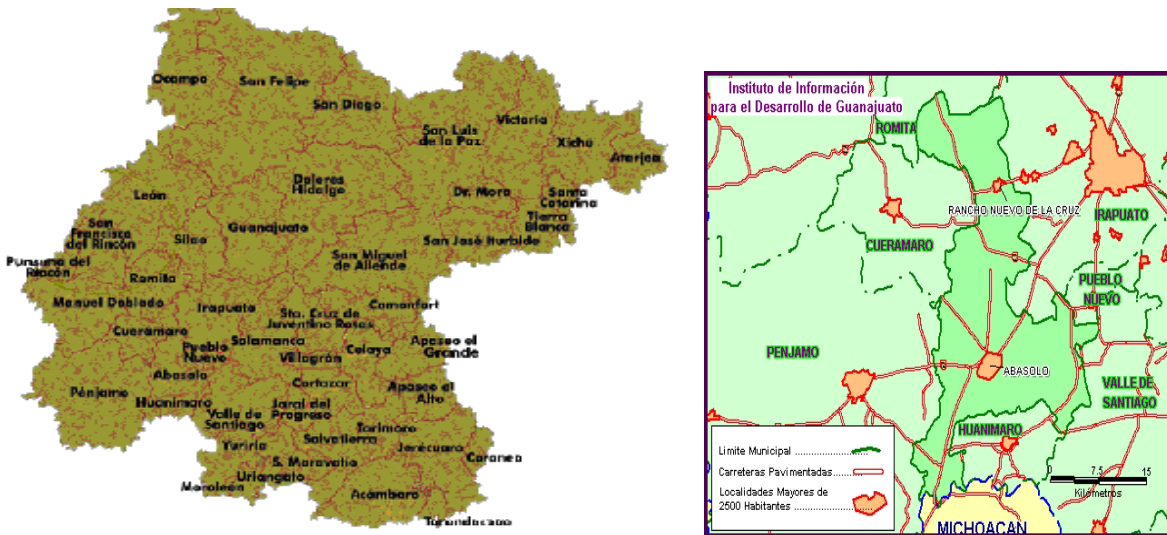 Ocampo
San Felipe
San Diego
San Luis
de la Paz
Victoria
Xichú
Atarjea
León
Dolores
Hidalgo
Dr. Mora
Santa
Catarina
San
Francisco
del Rincón
Silao
Guanajuato
Tierra
Blanca
San José Iturbide
Purísima del
Rincón
San Miguel
de Allende
Manuel Doblado
Irapuato
Comonfort
Cuerámaro
Sta. Cruz de
Juventino Rosas
Salamanca
Pueblo
Nuevo
Villagrán
Celaya
Apaseo el
Grande
Abasolo
Pénjamo
Cortazar
Apaseo el
Alto
Huanimaro
Valle de
Santiago
Jaral del
Progreso
Tarimoro
Yuriria
Salvatierra
Jerécuaro
Coroneo
S. Maravatío
Uriangato
Moroleón
Acámbaro
Instituto de Información
para el Desarrollo de Guanajuato
ROMITA
RANCHO NUEVO DE LA CRUZ
IRAPUATO
CUERAMARO
PUEBLO
NUEVO
PENJAMO
ABASOLO
VALLE DE
SANTIAGO
HUANIMARO
Limite Municipal
Carreteras Pavimentadas
Localidades Mayores de
2500 Habitantes
0 7.5 15
Kilómetros
MICHOACAN